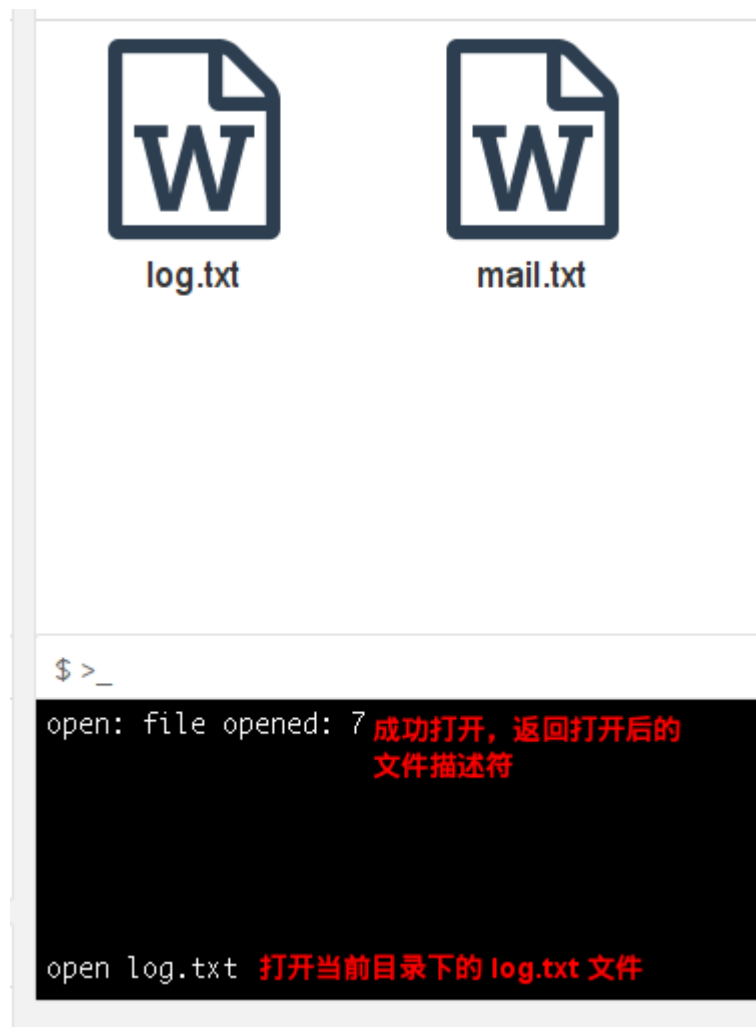 W
W
log.txt
mail.txt
$ >_
open: file opened: 7 成功打开，返回打开后的
文件描述符
open log.txt 打开当前目录下的 log.txt 文件